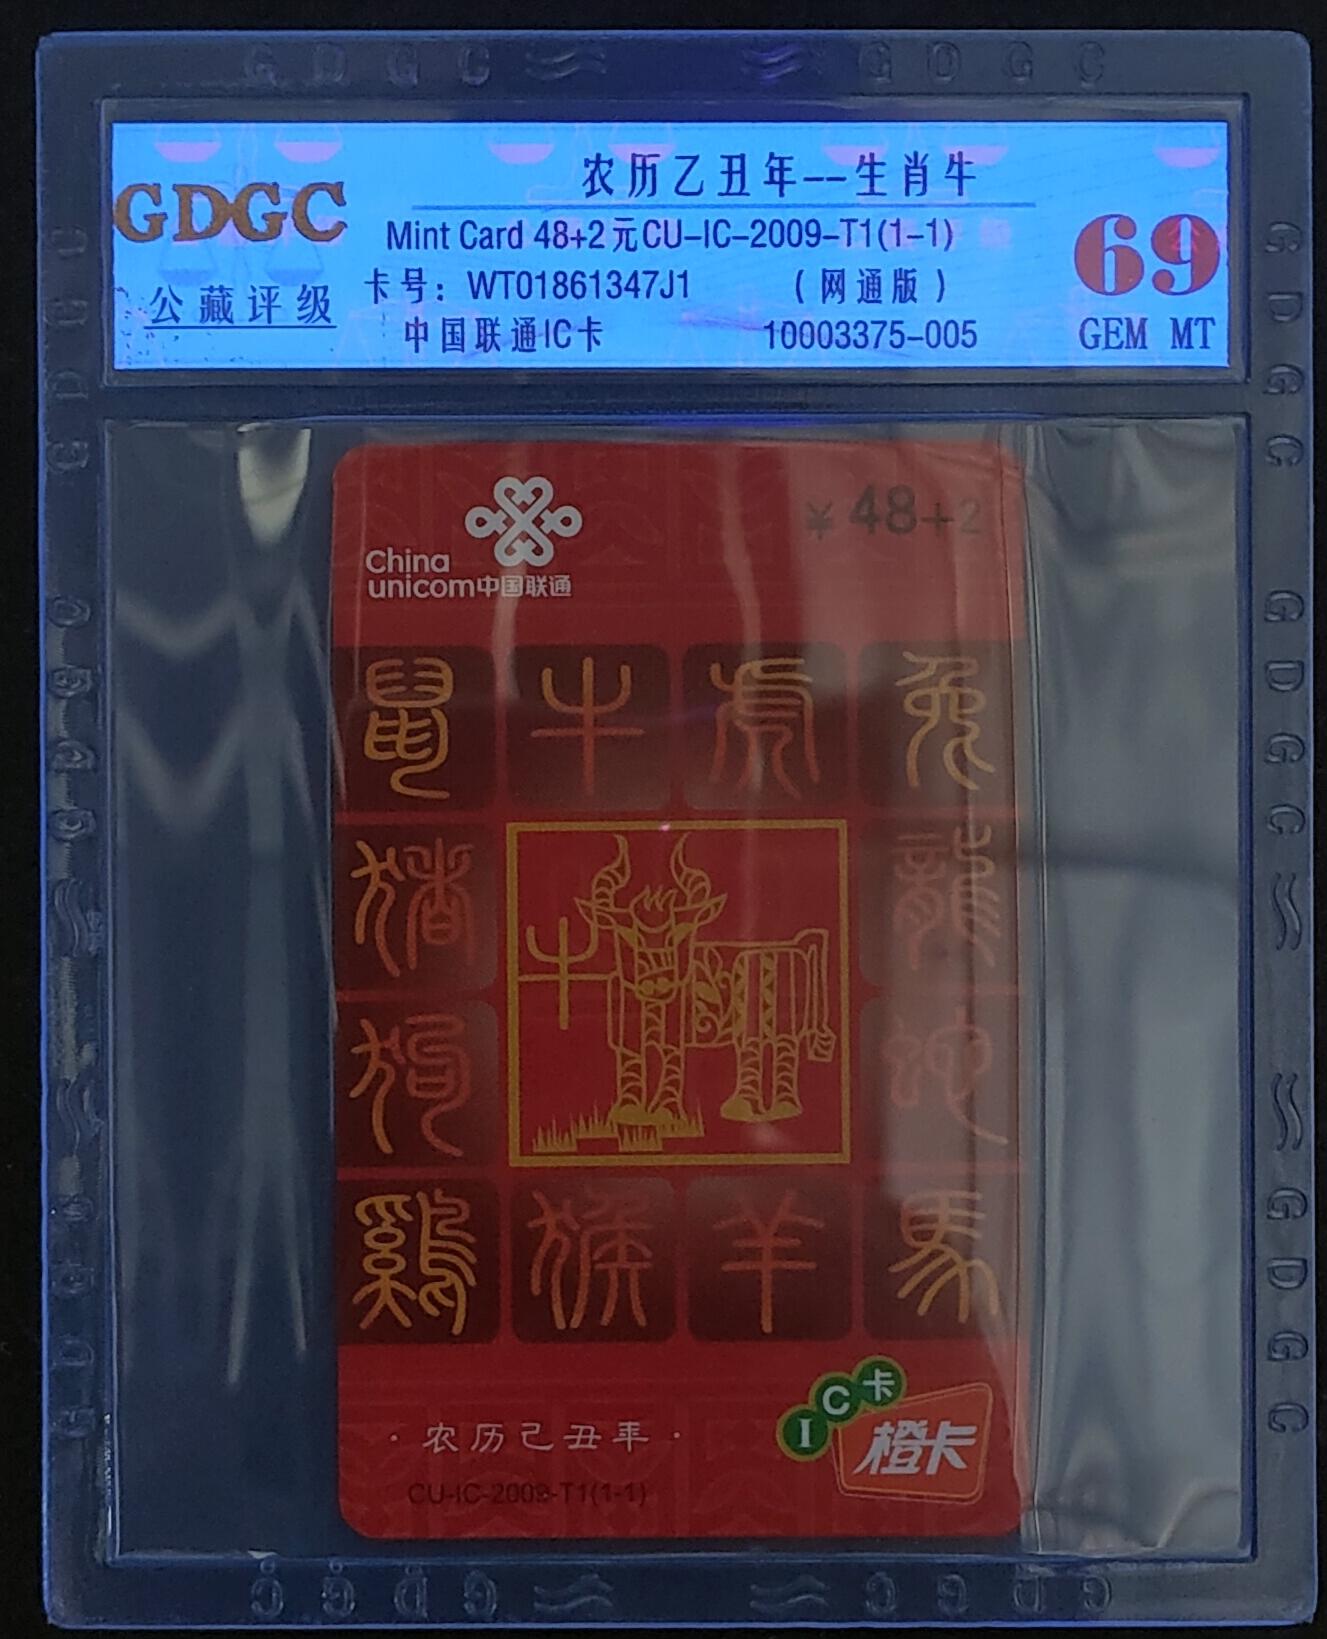 G D G C G D G C
GDGC
公藏评级
农历乙丑年--生肖牛
Mint Card 48+2元CU-IC-2009-T1(1-1)
卡号: WT01861347J1 (网通版)
中国联通IC卡 10003375-005
69
GEM MT
China
unicom中国联通
¥48+2
鼠 牛 虎 兔
猪 龍
牛
狗 蛇
鷄 猴 羊 馬
IC卡
橙卡
·农历己丑年·
CU-IC-2009-T1(1-1)
G D G C G D G C